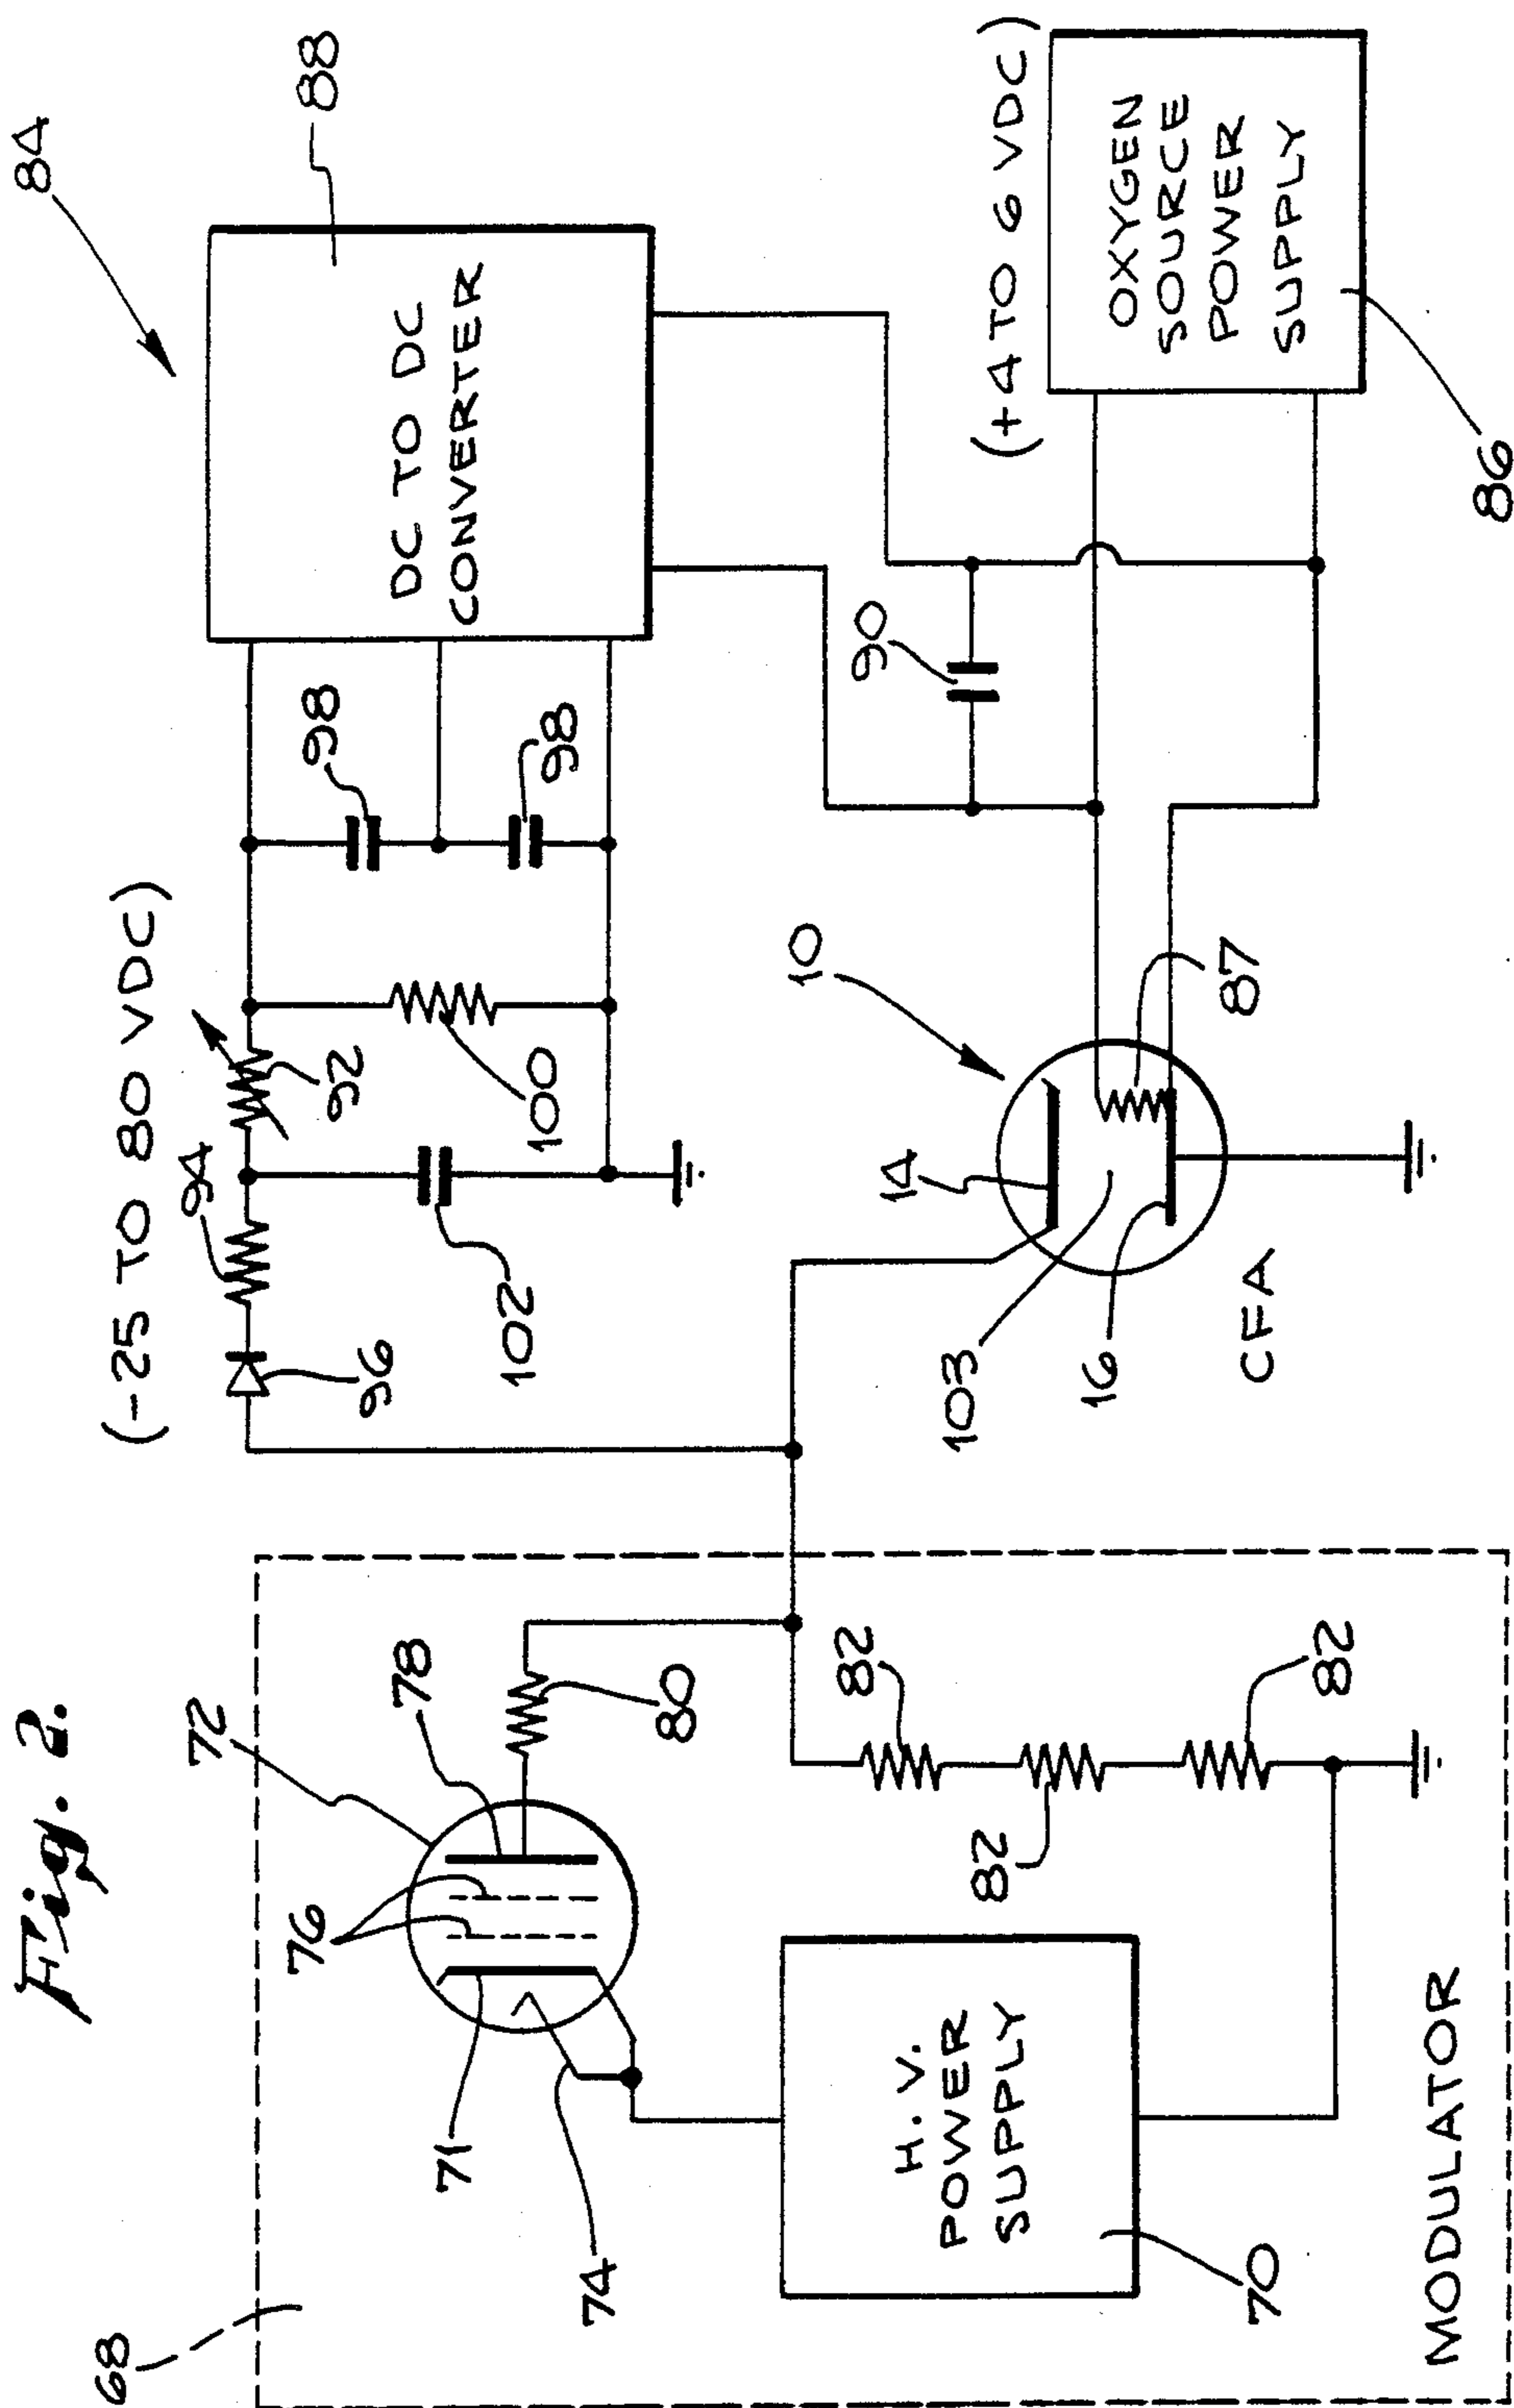 Fig. 2.
84
88
(-25 TO 80 VDC)
DC TO DC
CONVERTER
98
98
94
92
96
100
102
90
(+4 TO 6 VDC)
OXYGEN
SOURCE
POWER
SUPPLY
86
10
14
87
103
16
CFA
68
72
76
78
71
74
80
82
82
82
H.V.
POWER
SUPPLY
70
MODULATOR